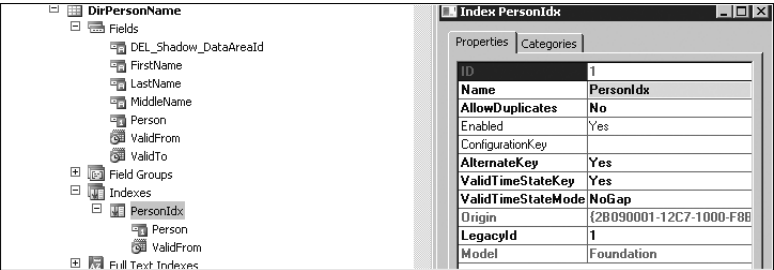 DirPersonName
Fields
DEL_Shadow_DataAreaId
FirstName
LastName
MiddleName
Person
ValidFrom
ValidTo
Field Groups
Indexes
PersonIdx
Person
ValidFrom
Full Text Indexes
Index PersonIdx
Properties Categories
ID 1
Name PersonIdx
AllowDuplicates No
Enabled Yes
ConfigurationKey
AlternateKey Yes
ValidTimeStateKey Yes
ValidTimeStateMode NoGap
Origin {2B090001-12C7-1000-F8B
LegacyId 1
Model Foundation